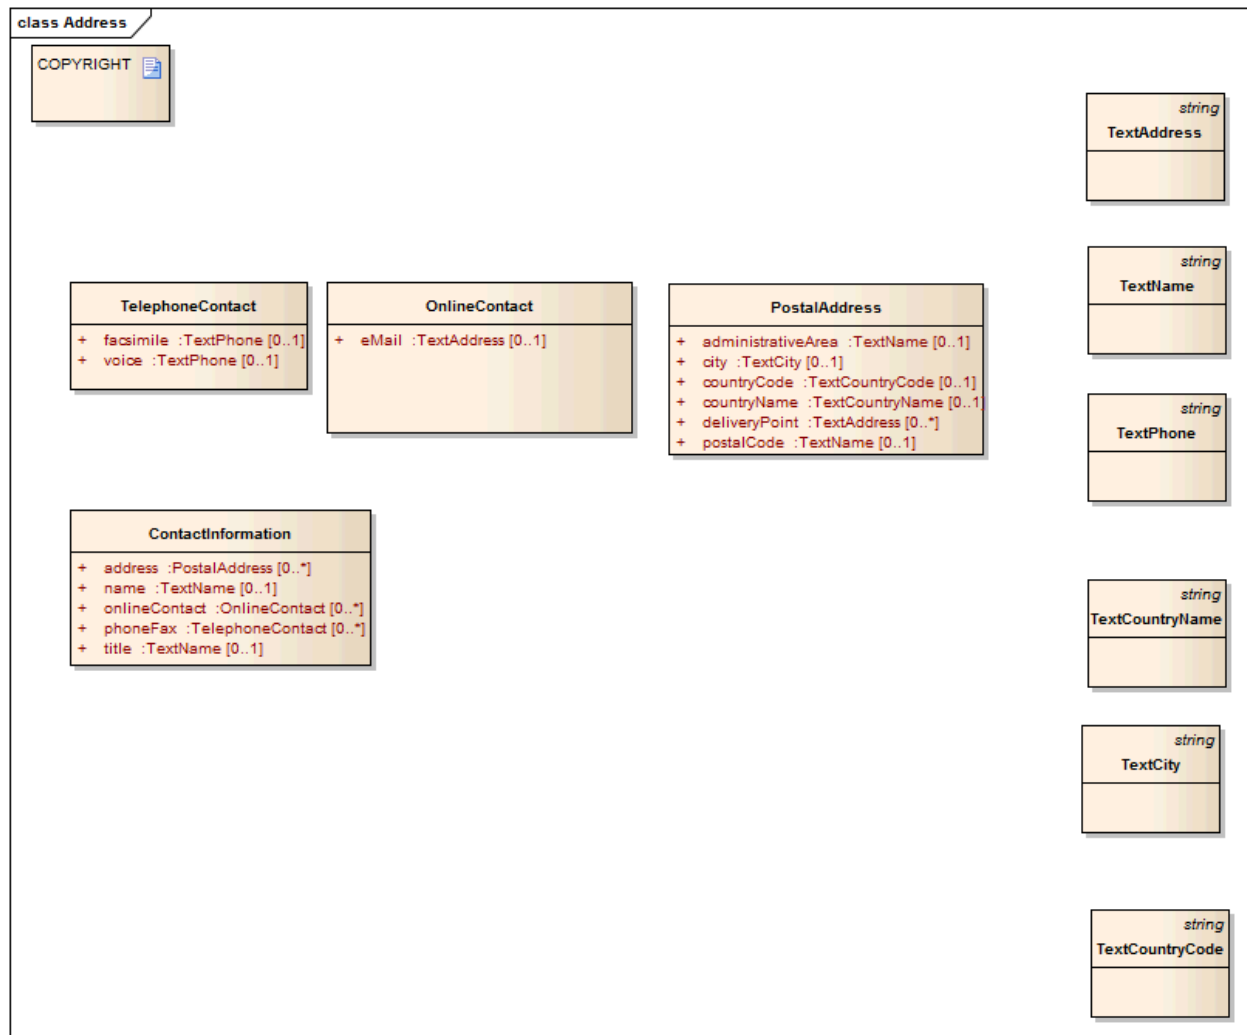 class Address
COPYRIGHT
string
TextAddress
string
TextName
TelephoneContact
+ facsimile :TextPhone [0..1]
+ voice :TextPhone [0..1]
OnlineContact
+ eMail :TextAddress [0..1]
PostalAddress
+ administrativeArea :TextName [0..1]
+ city :TextCity [0..1]
+ countryCode :TextCountryCode [0..1]
+ countryName :TextCountryName [0..1]
+ deliveryPoint :TextAddress [0..*]
+ postalCode :TextName [0..1]
string
TextPhone
ContactInformation
+ address :PostalAddress [0..*]
+ name :TextName [0..1]
+ onlineContact :OnlineContact [0..*]
+ phoneFax :TelephoneContact [0..*]
+ title :TextName [0..1]
string
TextCountryName
string
TextCity
string
TextCountryCode